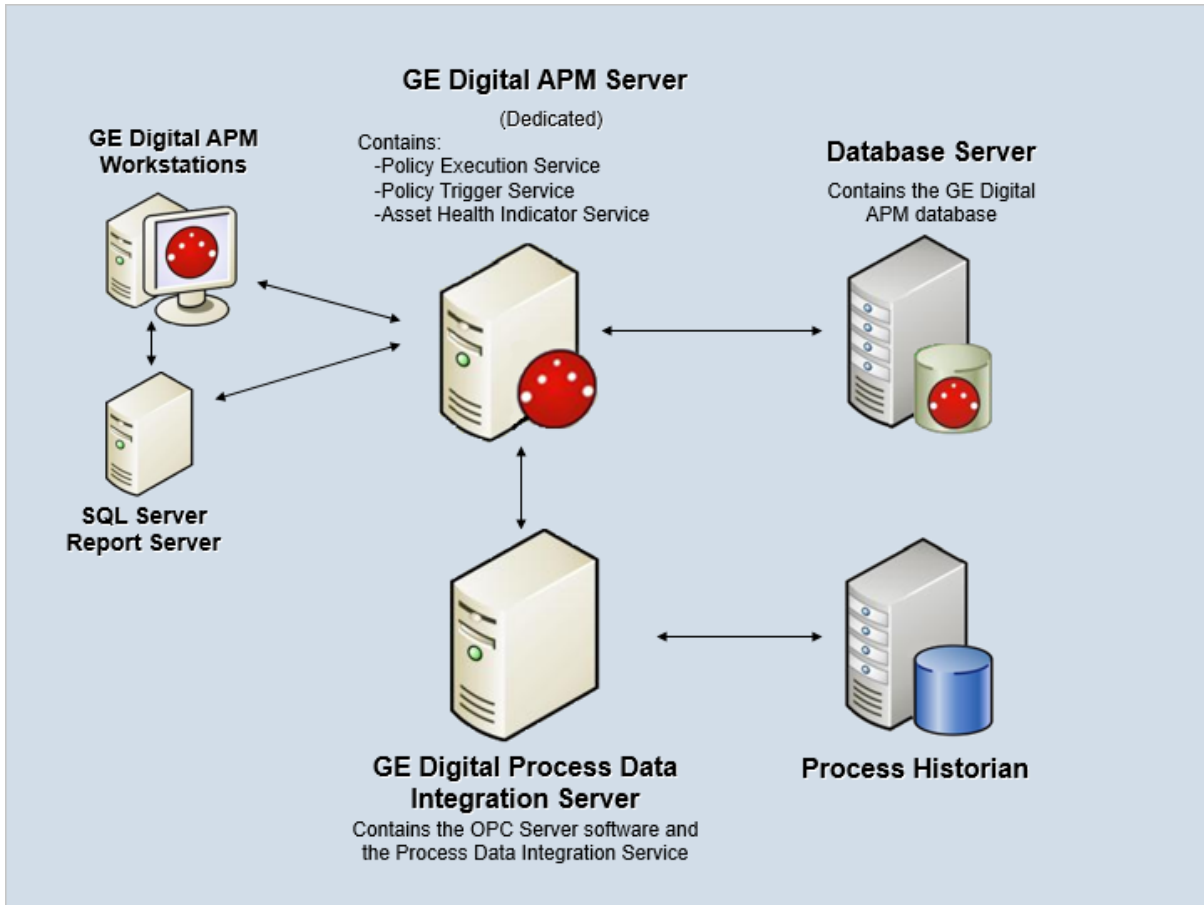 GE Digital APM Server
(Dedicated)
Contains:
-Policy Execution Service
-Policy Trigger Service
-Asset Health Indicator Service
GE Digital APM
Workstations
Database Server
Contains the GE Digital
APM database
SQL Server
Report Server
GE Digital Process Data
Integration Server
Contains the OPC Server software and
the Process Data Integration Service
Process Historian